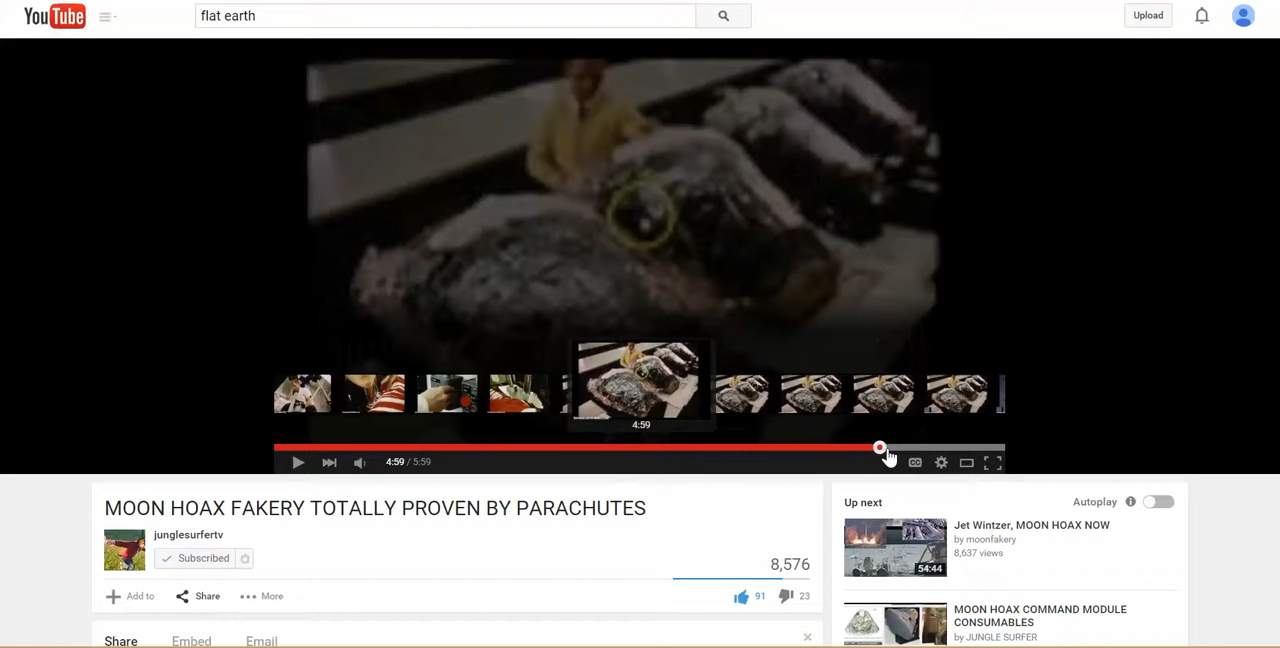 YouTube
flat earth
Upload
4:59
4:59 / 5:59
CC
MOON HOAX FAKERY TOTALLY PROVEN BY PARACHUTES
junglesurfertv
Subscribed
8,576
Add to
Share
More
91
23
Share
Embed
Email
Up next
Autoplay
Jet Wintzer, MOON HOAX NOW
by moonfakery
8,637 views
54:44
MOON HOAX COMMAND MODULE
CONSUMABLES
by JUNGLE SURFER